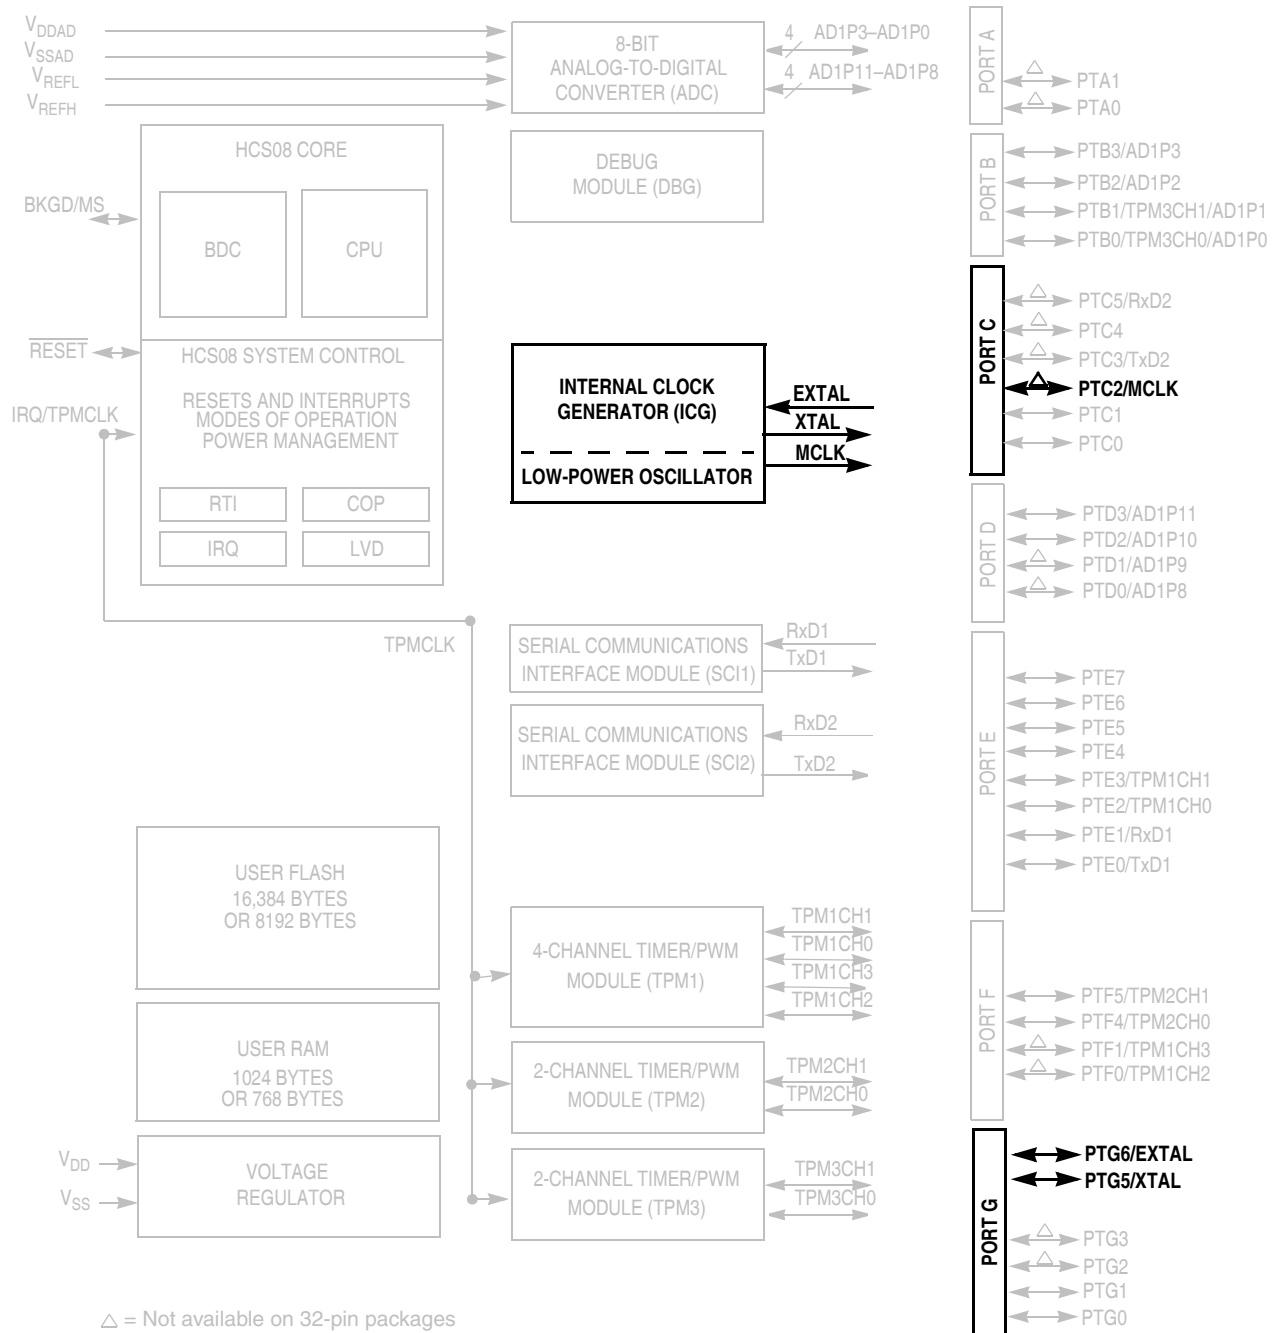 V_DDAD
V_SSAD
V_REFL
V_REFH
8-BIT
ANALOG-TO-DIGITAL
CONVERTER (ADC)
4 AD1P3–AD1P0
4 AD1P11–AD1P8
HCS08 CORE
BDC
CPU
BKGD/MS
DEBUG
MODULE (DBG)
RESET
HCS08 SYSTEM CONTROL
RESETS AND INTERRUPTS
MODES OF OPERATION
POWER MANAGEMENT
IRQ/TPMCLK
RTI
COP
IRQ
LVD
INTERNAL CLOCK
GENERATOR (ICG)
LOW-POWER OSCILLATOR
EXTAL
XTAL
MCLK
TPMCLK
SERIAL COMMUNICATIONS
INTERFACE MODULE (SCI1)
RxD1
TxD1
SERIAL COMMUNICATIONS
INTERFACE MODULE (SCI2)
RxD2
TxD2
USER FLASH
16,384 BYTES
OR 8192 BYTES
USER RAM
1024 BYTES
OR 768 BYTES
V_DD
V_SS
VOLTAGE
REGULATOR
4-CHANNEL TIMER/PWM
MODULE (TPM1)
TPM1CH1
TPM1CH0
TPM1CH3
TPM1CH2
2-CHANNEL TIMER/PWM
MODULE (TPM2)
TPM2CH1
TPM2CH0
2-CHANNEL TIMER/PWM
MODULE (TPM3)
TPM3CH1
TPM3CH0
PORT A
PTA1
PTA0
PORT B
PTB3/AD1P3
PTB2/AD1P2
PTB1/TPM3CH1/AD1P1
PTB0/TPM3CH0/AD1P0
PORT C
PTC5/RxD2
PTC4
PTC3/TxD2
PTC2/MCLK
PTC1
PTC0
PORT D
PTD3/AD1P11
PTD2/AD1P10
PTD1/AD1P9
PTD0/AD1P8
PORT E
PTE7
PTE6
PTE5
PTE4
PTE3/TPM1CH1
PTE2/TPM1CH0
PTE1/RxD1
PTE0/TxD1
PORT F
PTF5/TPM2CH1
PTF4/TPM2CH0
PTF1/TPM1CH3
PTF0/TPM1CH2
PORT G
PTG6/EXTAL
PTG5/XTAL
PTG3
PTG2
PTG1
PTG0
△ = Not available on 32-pin packages